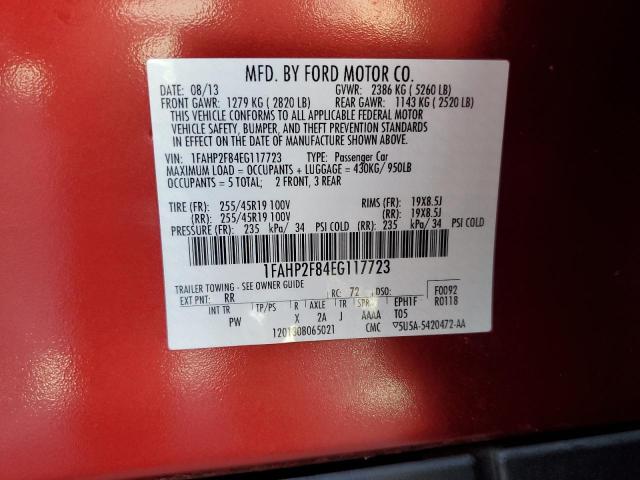 MFD. BY FORD MOTOR CO.
DATE: 08/13 GVWR: 2386 KG ( 5260 LB)
FRONT GAWR: 1279 KG ( 2820 LB) REAR GAWR: 1143 KG ( 2520 LB)
THIS VEHICLE CONFORMS TO ALL APPLICABLE FEDERAL MOTOR
VEHICLE SAFETY, BUMPER, AND THEFT PREVENTION STANDARDS
IN EFFECT ON THE DATE OF MANUFACTURE SHOWN ABOVE.
VIN: 1FAHP2F84EG117723 TYPE: Passenger Car
MAXIMUM LOAD = OCCUPANTS + LUGGAGE = 430KG/ 950LB
OCCUPANTS = 5 TOTAL; 2 FRONT, 3 REAR
TIRE (FR): 255/45R19 100V RIMS (FR): 19X8.5J
(RR): 255/45R19 100V (RR): 19X8.5J
PRESSURE (FR): 235 kPa/ 34 PSI COLD (RR): 235 kPa/ 34 PSI COLD
1FAHP2F84EG117723
TRAILER TOWING - SEE OWNER GUIDE F0092
EXT PNT: RR RC: 72 DSO: R0118
INT TR TP/PS R AXLE TR SPR EPH1F
PW X 2A J AAAA T05
CMC ▽5U5A-5420472-AA